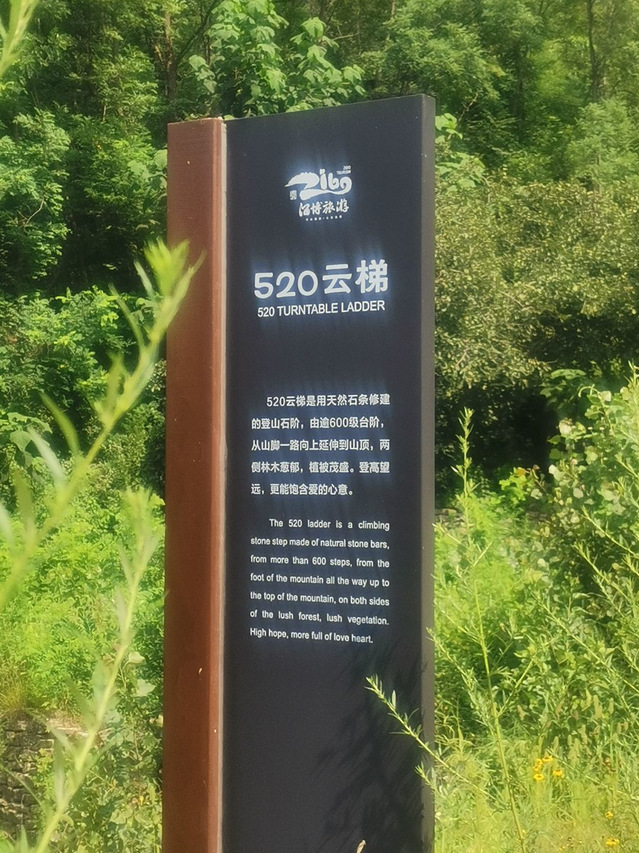 Zibo
淄博旅游
520云梯
520 TURNTABLE LADDER
520云梯是用天然石条修建
的登山石阶，由逾600级台阶，
从山脚一路向上延伸到山顶，两
侧林木葱郁，植被茂盛。登高望
远，更能饱含爱的心意。
The 520 ladder is a climbing
stone step made of natural stone bars,
from more than 600 steps, from the
foot of the mountain all the way up to
the top of the mountain, on both sides
of the lush forest, lush vegetation.
High hope, more full of love heart.